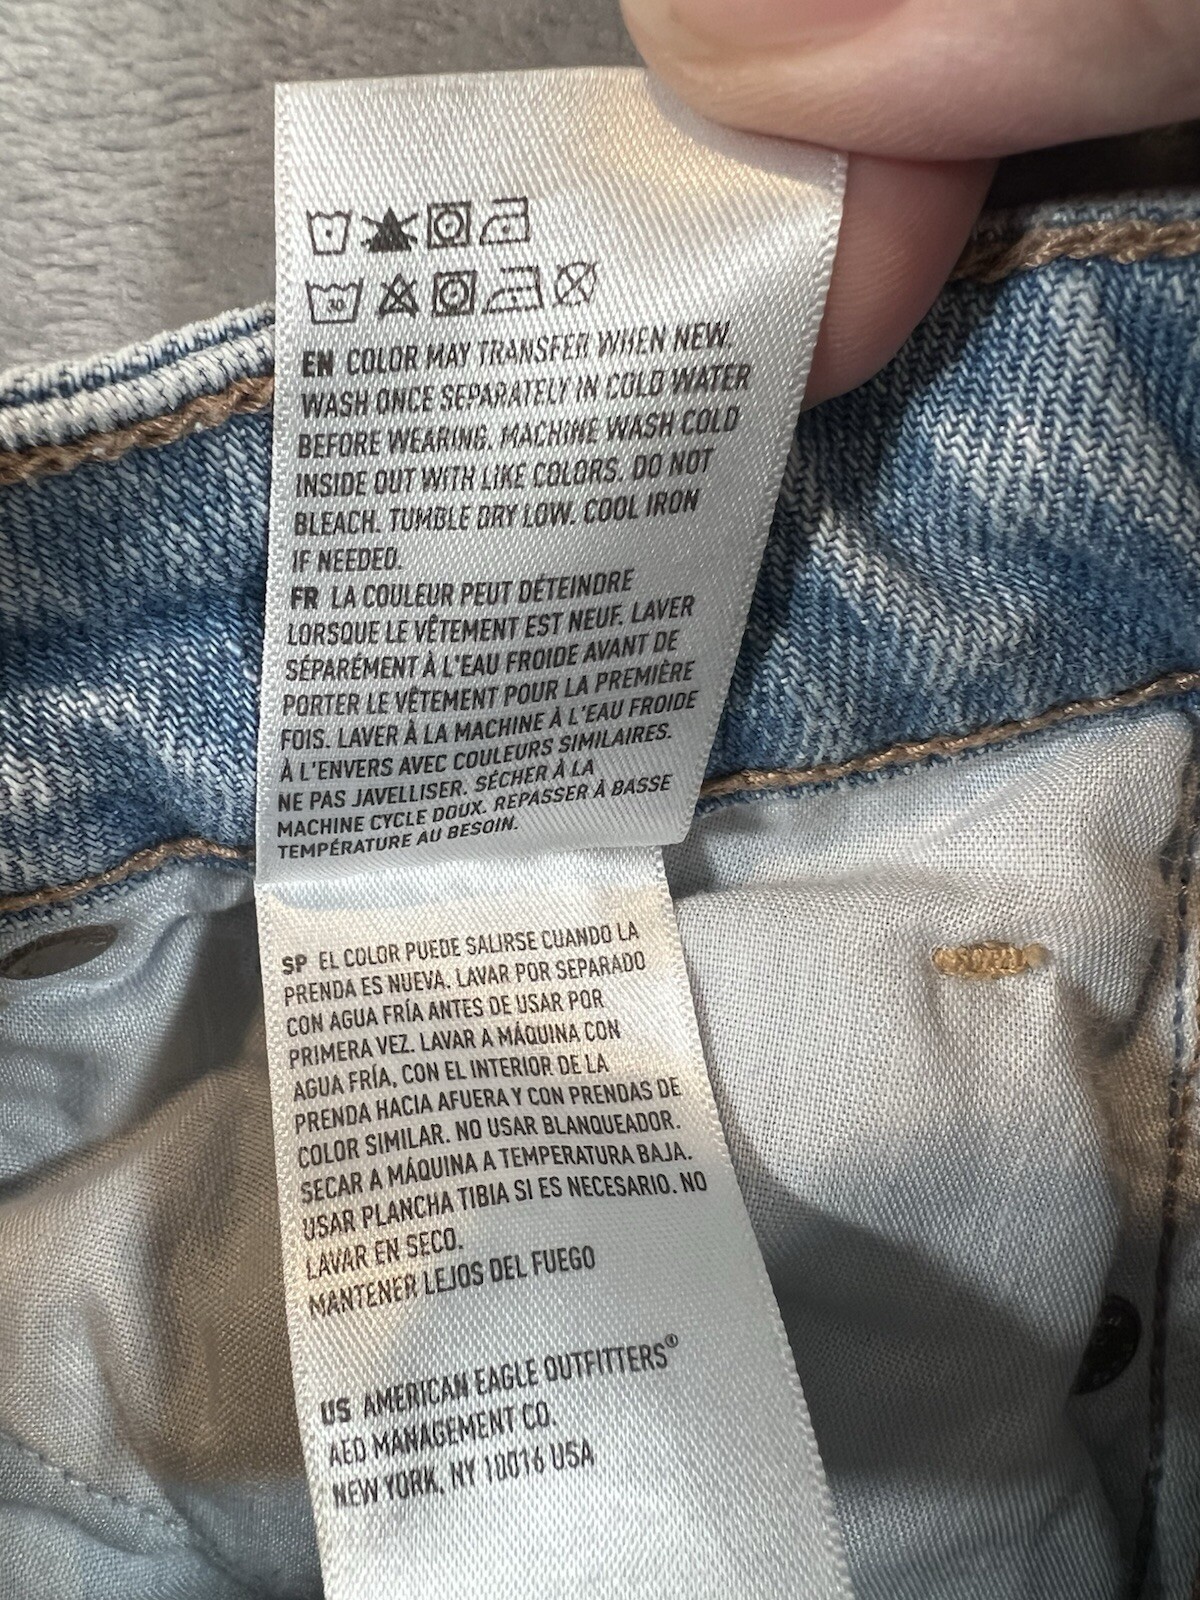 30
EN COLOR MAY TRANSFER WHEN NEW.
WASH ONCE SEPARATELY IN COLD WATER
BEFORE WEARING. MACHINE WASH COLD
INSIDE OUT WITH LIKE COLORS. DO NOT
BLEACH. TUMBLE DRY LOW. COOL IRON
IF NEEDED.
FR LA COULEUR PEUT DÉTEINDRE
LORSQUE LE VÊTEMENT EST NEUF. LAVER
SÉPARÉMENT À L'EAU FROIDE AVANT DE
PORTER LE VÊTEMENT POUR LA PREMIÈRE
FOIS. LAVER À LA MACHINE À L'EAU FROIDE
À L'ENVERS AVEC COULEURS SIMILAIRES.
NE PAS JAVELLISER. SÉCHER À LA
MACHINE CYCLE DOUX. REPASSER À BASSE
TEMPÉRATURE AU BESOIN.
SP EL COLOR PUEDE SALIRSE CUANDO LA
PRENDA ES NUEVA. LAVAR POR SEPARADO
CON AGUA FRÍA ANTES DE USAR POR
PRIMERA VEZ. LAVAR A MÁQUINA CON
AGUA FRÍA, CON EL INTERIOR DE LA
PRENDA HACIA AFUERA Y CON PRENDAS DE
COLOR SIMILAR. NO USAR BLANQUEADOR.
SECAR A MÁQUINA A TEMPERATURA BAJA.
USAR PLANCHA TIBIA SI ES NECESARIO. NO
LAVAR EN SECO.
MANTENER LEJOS DEL FUEGO
US AMERICAN EAGLE OUTFITTERS®
AEO MANAGEMENT CO.
NEW YORK, NY 10016 USA